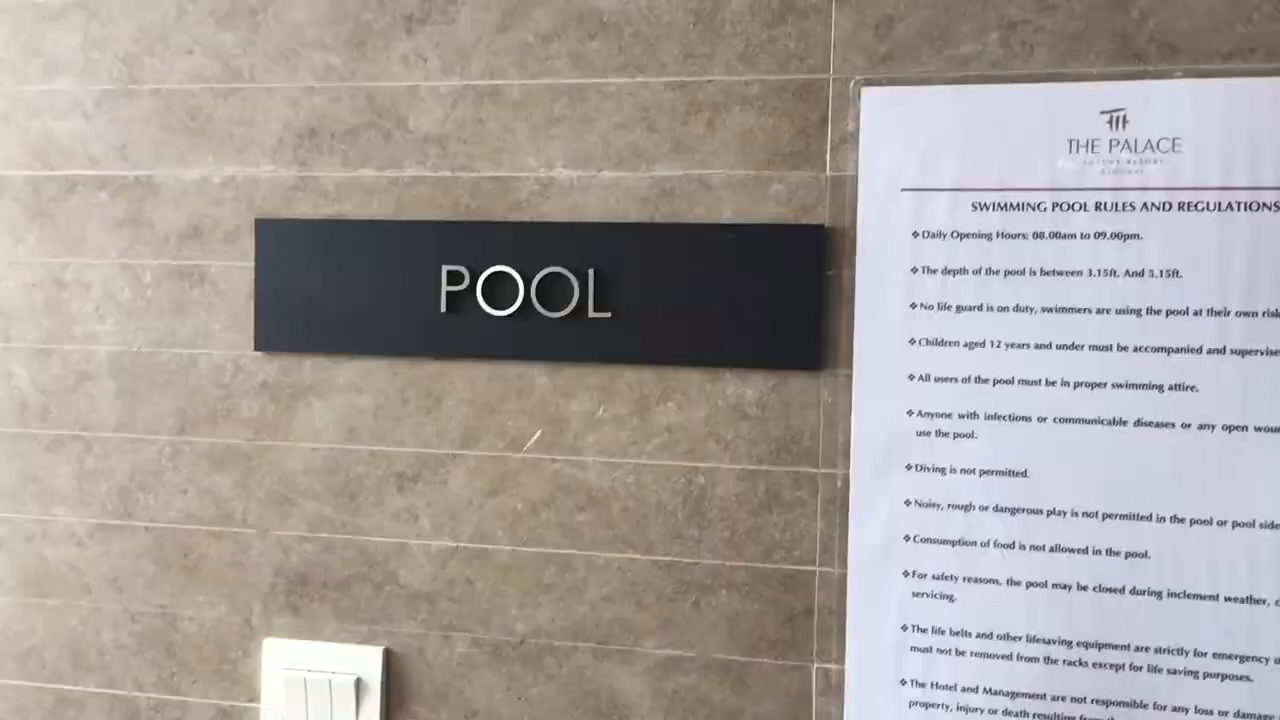 POOL
THE PALACE
SWIMMING POOL RULES AND REGULATIONS
❖Daily Opening Hours: 08.00am to 09.00pm.
❖The depth of the pool is between 3.15ft. And 5.15ft.
❖No life guard is on duty, swimmers are using the pool at their own risk
❖Children aged 12 years and under must be accompanied and supervise
❖All users of the pool must be in proper swimming attire.
❖Anyone with infections or communicable diseases or any open wou
use the pool.
❖Diving is not permitted.
❖Noisy, rough or dangerous play is not permitted in the pool or pool side
❖Consumption of food is not allowed in the pool.
❖For safety reasons, the pool may be closed during inclement weather,
servicing.
❖The life belts and other lifesaving equipment are strictly for emergency
must not be removed from the racks except for life saving purposes.
❖The Hotel and Management are not responsible for any loss or damag
property, injury or death resulting